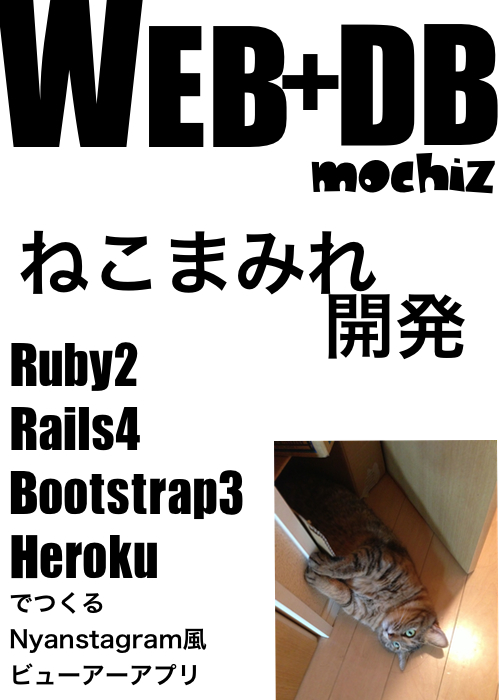 WEB+DB
mochiz
ねこまみれ
開発
Ruby2
Rails4
Bootstrap3
Heroku
でつくる
Nyanstagram風
ビューアーアプリ